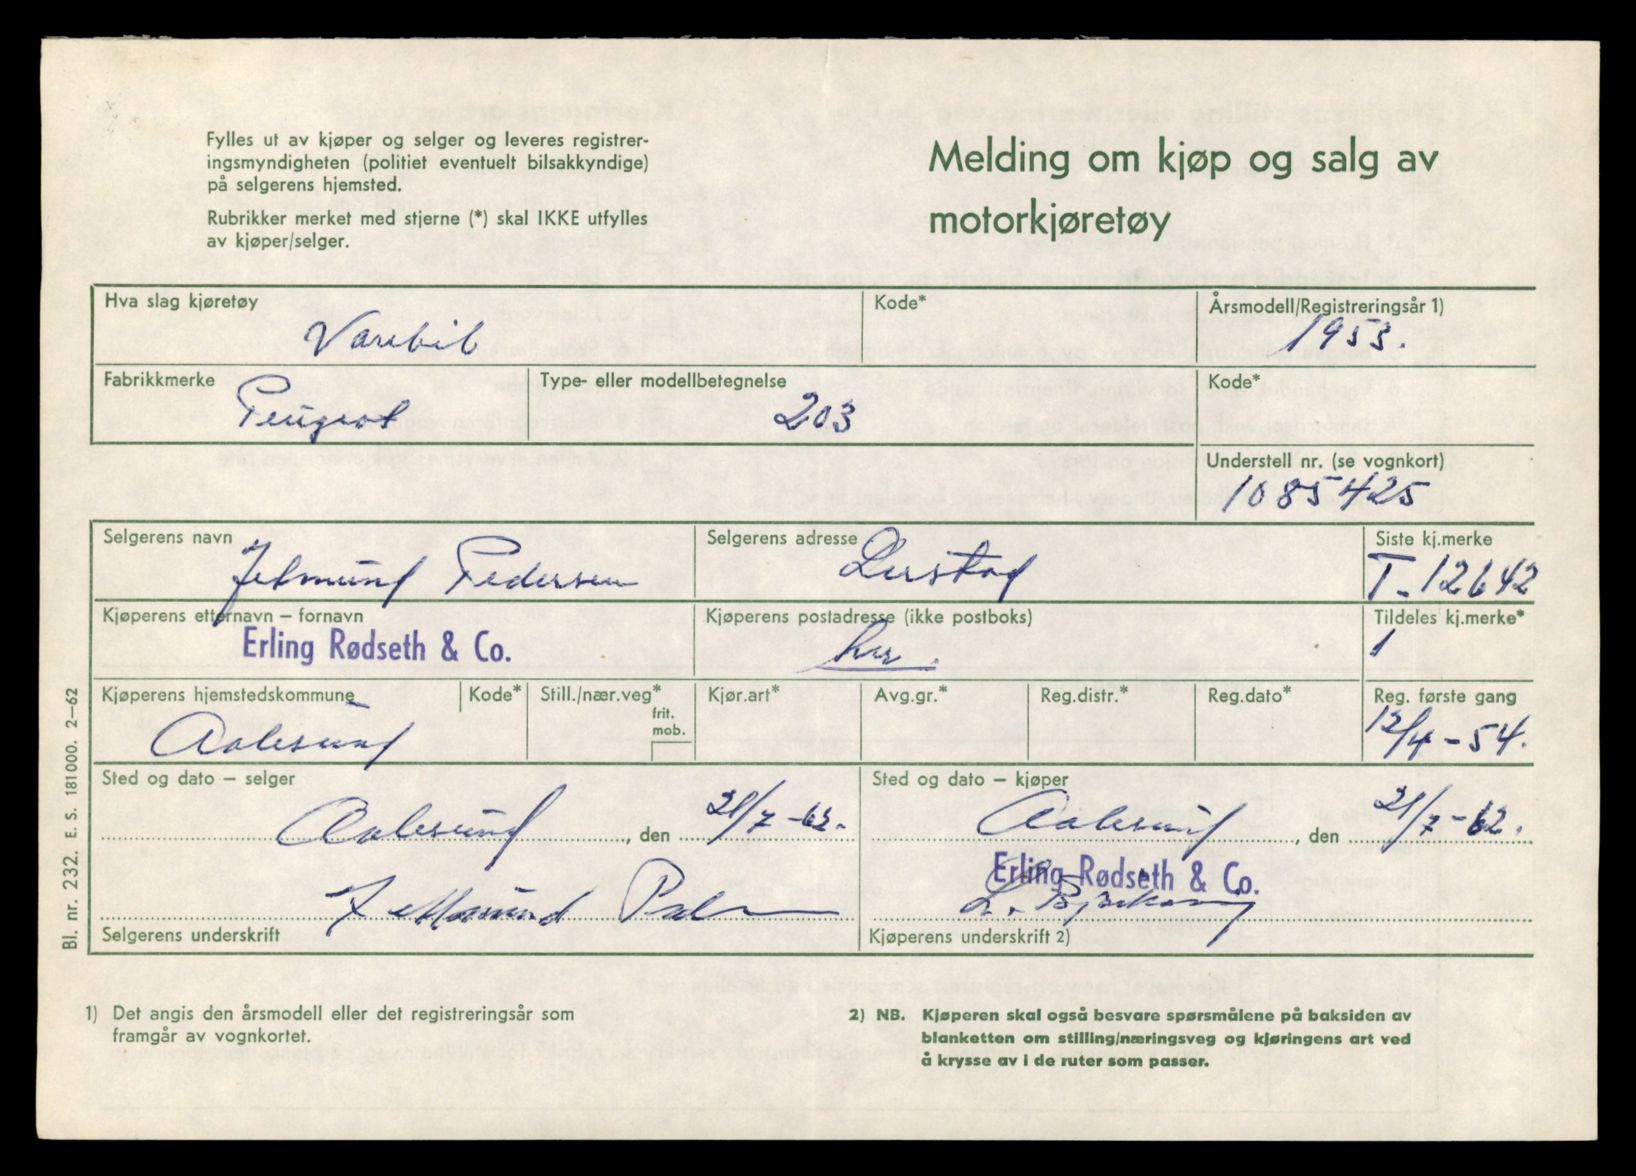 Fylles ut av kjøper og selger og leveres registrer-
ingsmyndigheten (politiet eventuelt bilsakkyndige)
på selgerens hjemsted.
Rubrikker merket med stjerne (*) skal IKKE utfylles
av kjøper/selger.
Melding om kjøp og salg av
motorkjøretøy
Hva slag kjøretøy
Varebil
Kode*
Årsmodell/Registreringsår 1)
1953.
Fabrikkmerke
Peugeot
Type- eller modellbetegnelse
203
Kode*
Understell nr. (se vognkort)
1085425
Selgerens navn
Jetmund Pedersen
Selgerens adresse
Siste kj.merke
T-12642
Kjøperens etternavn – fornavn
Erling Rødseth & Co.
Kjøperens postadresse (ikke postboks)
her.
Tildeles kj.merke*
1
Kjøperens hjemstedskommune
Aalesund
Kode*
Still./nær.veg*
frit.
mob.
Kjør.art*
Avg.gr.*
Reg.distr.*
Reg.dato*
Reg. første gang
12/4-54.
Sted og dato – selger
Aalesund, den 21/7-62.
Sted og dato – kjøper
Aalesund, den 21/7-62.
Selgerens underskrift
Erling Rødseth & Co.
Kjøperens underskrift 2)
Bl. nr. 232. E. S. 181000. 2–62
1) Det angis den årsmodell eller det registreringsår som
framgår av vognkortet.
2) NB. Kjøperen skal også besvare spørsmålene på baksiden av
blanketten om stilling/næringsveg og kjøringens art ved
å krysse av i de ruter som passer.